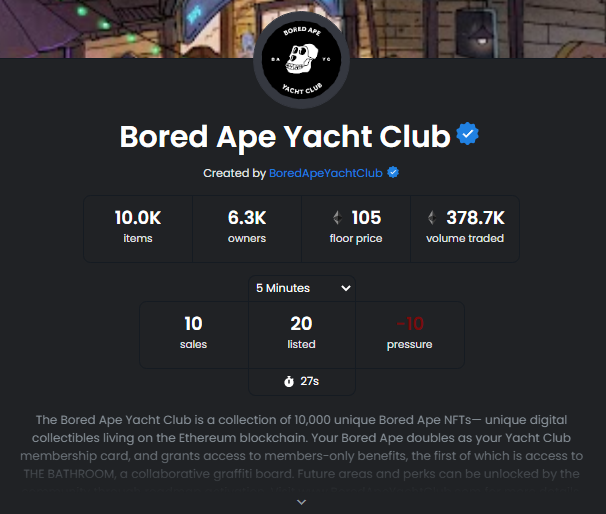 BORED APE
BA YC
YACHT CLUB
Bored Ape Yacht Club
Created by BoredApeYachtClub
10.0K 6.3K 105 378.7K
items owners floor price volume traded
5 Minutes
10 20 -10
sales listed pressure
27s
The Bored Ape Yacht Club is a collection of 10,000 unique Bored Ape NFTs— unique digital
collectibles living on the Ethereum blockchain. Your Bored Ape doubles as your Yacht Club
membership card, and grants access to members-only benefits, the first of which is access to
THE BATHROOM, a collaborative graffiti board. Future areas and perks can be unlocked by the